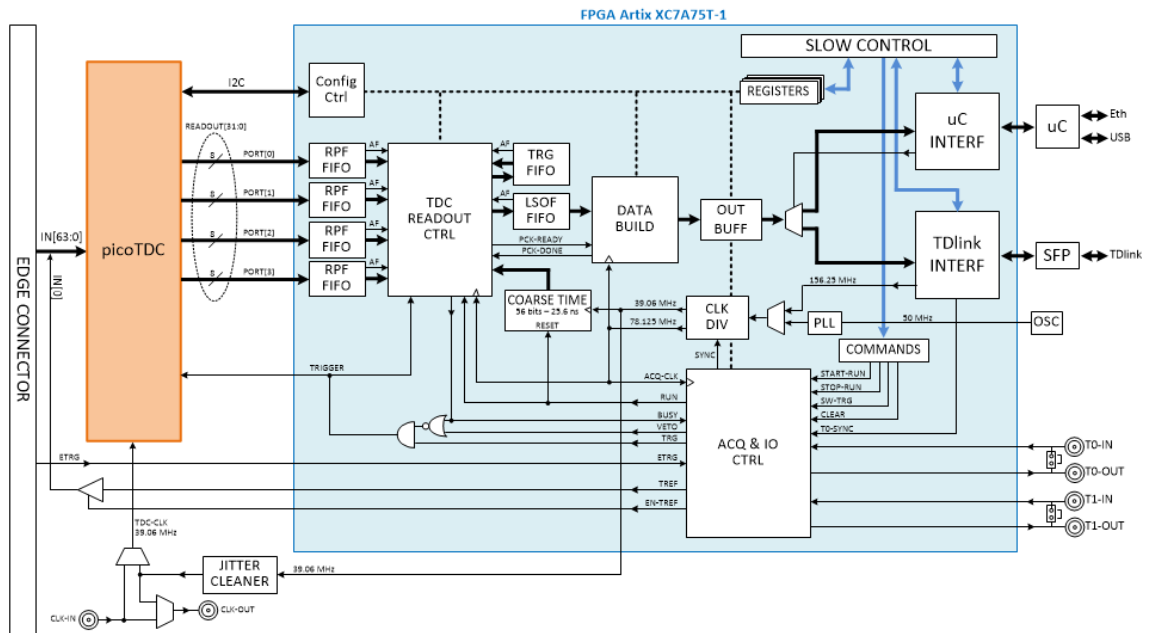 FPGA Artix XC7A75T-1
SLOW CONTROL
I2C
Config
Ctrl
REGISTERS
uC
INTERF
uC
Eth
USB
READOUT[31:0]
8
PORT[0]
RPF
FIFO
AF
AF
TRG
FIFO
8
PORT[1]
RPF
FIFO
AF
TDC
READOUT
CTRL
AF
LSOF
FIFO
DATA
BUILD
OUT
BUFF
8
PORT[2]
RPF
FIFO
AF
8
PORT[3]
RPF
FIFO
AF
PCK-READY
PCK-DONE
TDlink
INTERF
SFP
TDlink
EDGE CONNECTOR
IN[63:0]
IN[0]
picoTDC
COARSE TIME
56 bits – 25.6 ns
RESET
39.06 MHz
78.125 MHz
CLK
DIV
156.25 MHz
PLL
50 MHz
OSC
SYNC
COMMANDS
TRIGGER
ACQ-CLK
RUN
BUSY
VETO
TRG
START-RUN
STOP-RUN
SW-TRG
CLEAR
T0-SYNC
ACQ & IO
CTRL
T0-IN
T0-OUT
T1-IN
T1-OUT
ETRG
ETRG
TREF
EN-TREF
TDC-CLK
39.06 MHz
JITTER
CLEANER
39.06 MHz
CLK-IN
CLK-OUT